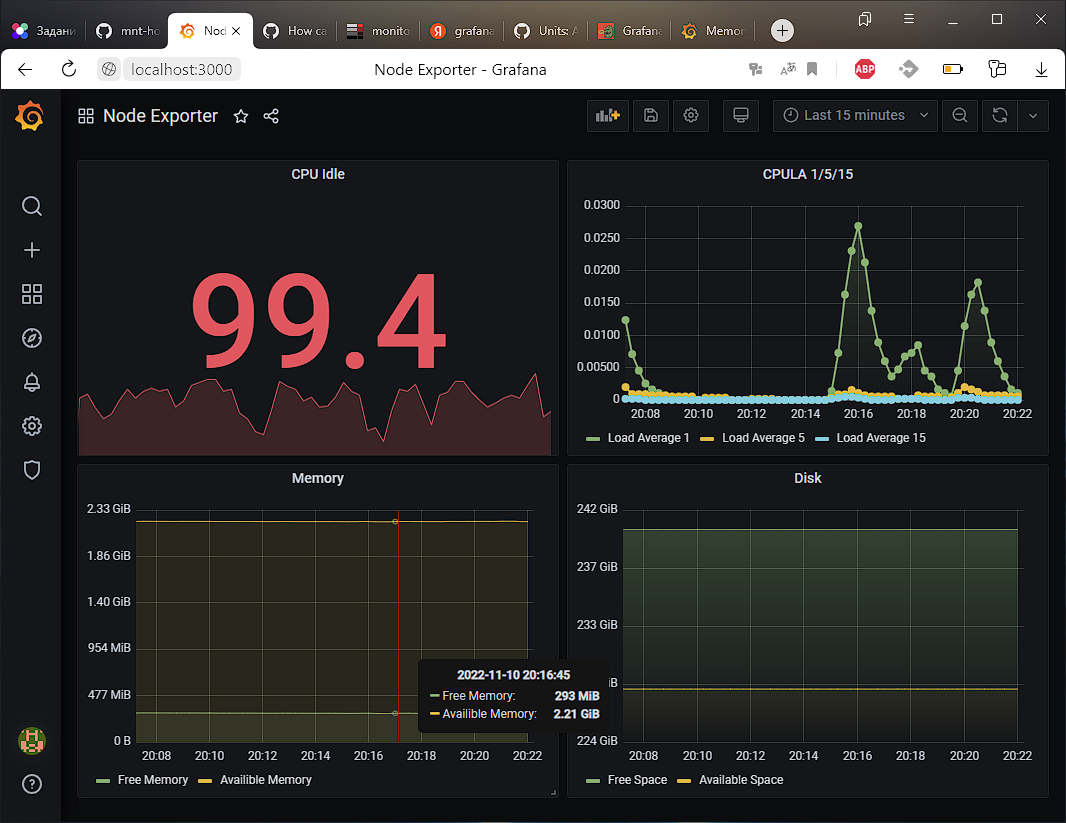 Задани
mnt-ho
Nod
How ca
monito
Я grafana
Units: A
Grafana
Memor
localhost:3000
Node Exporter - Grafana
ABP
Node Exporter
Last 15 minutes
CPU Idle
99.4
CPULA 1/5/15
0.0300
0.0250
0.0200
0.0150
0.0100
0.00500
0
20:08 20:10 20:12 20:14 20:16 20:18 20:20 20:22
Load Average 1 Load Average 5 Load Average 15
Memory
2.33 GiB
1.86 GiB
1.40 GiB
954 MiB
477 MiB
0 B
20:08 20:10 20:12 20:14 20:16 20:18 20:20 20:22
Free Memory Availible Memory
2022-11-10 20:16:45
Free Memory: 293 MiB
Availible Memory: 2.21 GiB
Disk
242 GiB
237 GiB
233 GiB
iB
224 GiB
20:08 20:10 20:12 20:14 20:16 20:18 20:20 20:22
Free Space Available Space